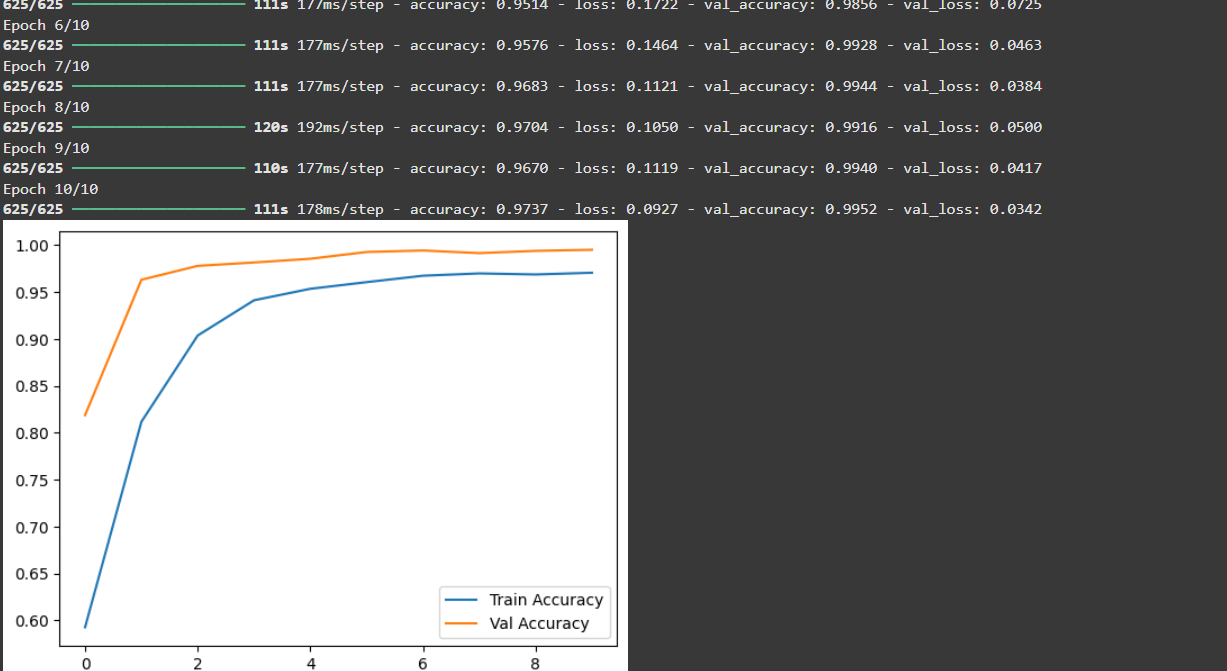 625/625 ━━━━━━━━━━━━━━━━━━━━ 111s 177ms/step - accuracy: 0.9514 - loss: 0.1722 - val_accuracy: 0.9856 - val_loss: 0.0725
Epoch 6/10
625/625 ━━━━━━━━━━━━━━━━━━━━ 111s 177ms/step - accuracy: 0.9576 - loss: 0.1464 - val_accuracy: 0.9928 - val_loss: 0.0463
Epoch 7/10
625/625 ━━━━━━━━━━━━━━━━━━━━ 111s 177ms/step - accuracy: 0.9683 - loss: 0.1121 - val_accuracy: 0.9944 - val_loss: 0.0384
Epoch 8/10
625/625 ━━━━━━━━━━━━━━━━━━━━ 120s 192ms/step - accuracy: 0.9704 - loss: 0.1050 - val_accuracy: 0.9916 - val_loss: 0.0500
Epoch 9/10
625/625 ━━━━━━━━━━━━━━━━━━━━ 110s 177ms/step - accuracy: 0.9670 - loss: 0.1119 - val_accuracy: 0.9940 - val_loss: 0.0417
Epoch 10/10
625/625 ━━━━━━━━━━━━━━━━━━━━ 111s 178ms/step - accuracy: 0.9737 - loss: 0.0927 - val_accuracy: 0.9952 - val_loss: 0.0342
1.00
0.95
0.90
0.85
0.80
0.75
0.70
0.65
0.60
Train Accuracy
Val Accuracy
0 2 4 6 8